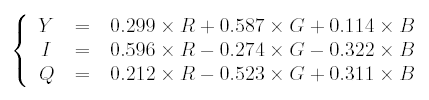 Y = 0.299 × R + 0.587 × G + 0.114 × B
I = 0.596 × R − 0.274 × G − 0.322 × B
Q = 0.212 × R − 0.523 × G + 0.311 × B